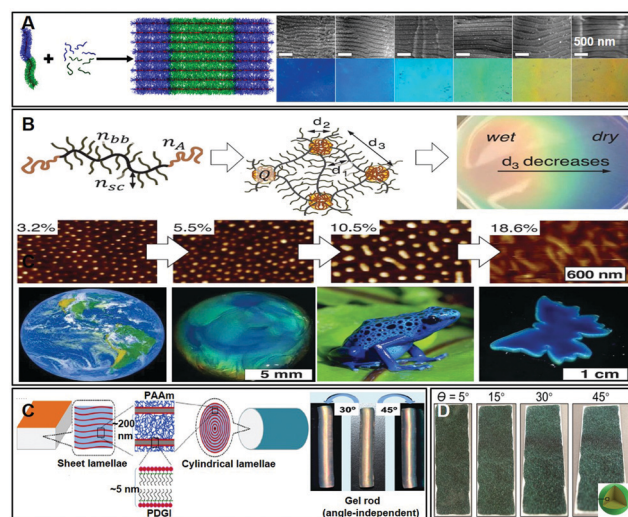 A
500 nm
B
n_bb
n_A
n_sc
d_2
d_3
d_1
Q
wet
dry
d_3 decreases
3.2%
5.5%
10.5%
18.6%
600 nm
C
5 mm
1 cm
C
PAAm
~200
nm
Sheet lamellae
Cylindrical lamellae
~5 nm
PDGI
30°
45°
Gel rod
(angle-independent)
D
Θ = 5°
15°
30°
45°